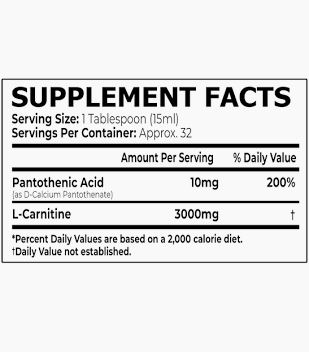 SUPPLEMENT FACTS
Serving Size: 1 Tablespoon (15ml)
Servings Per Container: Approx. 32
Amount Per Serving % Daily Value
Pantothenic Acid 10mg 200%
(as D-Calcium Pantothenate)
L-Carnitine 3000mg †
*Percent Daily Values are based on a 2,000 calorie diet.
†Daily Value not established.